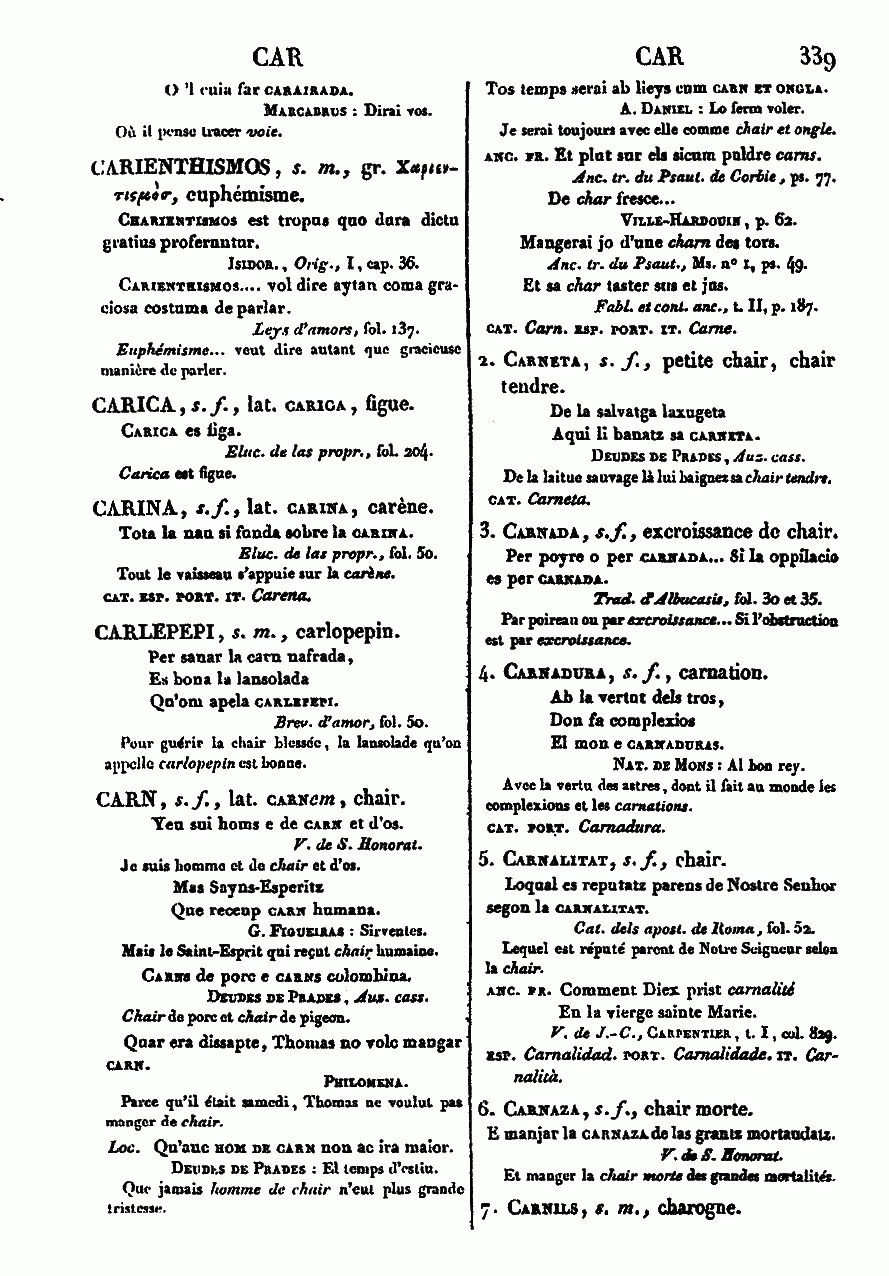 CAR
CAR 339
O 'l cuia far CARAIRADA.
MARCABRUS : Dirai vos.
Où il pense tracer voie.
CARIENTHISMOS, s. m., gr. Χαριεν-
τισμὸσ, euphémisme.
CHARIENTISMOS est tropus quo dura dictu
gratius proferuntur.
ISIDOR., Orig., I, cap. 36.
CARIENTHISMOS.... vol dire aytan coma gra-
ciosa costuma de parlar.
Leys d'amors, fol. 137.
Euphémisme... veut dire autant que gracieuse
manière de parler.
CARICA, s. f., lat. CARICA, figue.
CARICA es figa.
Eluc. de las propr., fol. 204.
Carica est figue.
CARINA, s. f., lat. CARINA, carène.
Tota la nau si funda sobre la CARINA.
Eluc. de las propr., fol. 50.
Tout le vaisseau s'appuie sur la carène.
CAT. ESP. PORT. IT. Carena.
CARLEPEPI, s. m., carlopepin.
Per sanar la carn nafrada,
Es bona la lansolada
Qu'om apela CARLEPEPI.
Brev. d'amor, fol. 50.
Pour guérir la chair blessée, la lansolade qu'on
appelle carlopepin est bonne.
CARN, s. f., lat. CARNem, chair.
Yeu sui homs e de CARN et d'os.
V. de S. Honorat.
Je suis homme et de chair et d'os.
Mas Sayns-Esperitz
Que receup CARN humana.
G. FIGUEIRAS : Sirventes.
Mais le Saint-Esprit qui reçut chair humaine.
CARNS de porc e CARNS colombina.
DEUDES DE PRADES, Aus. cass.
Chair de porc et chair de pigeon.
Quar era dissapte, Thomas no volc mangar
CARN.
PHILOMENA.
Parce qu'il était samedi, Thomas ne voulut pas
manger de chair.
Loc. Qu'anc HOM DE CARN non ac ira maior.
DEUDES DE PRADES : El temps d'estiu.
Que jamais homme de chair n'eut plus grande
tristesse.
Tos temps serai ab lieys cum CARN ET ONGLA.
A. DANIEL : Lo ferm voler.
Je serai toujours avec elle comme chair et ongle.
ANC. FR. Et plut sur els sicum puldre carns.
Anc. tr. du Psaut. de Corbie, ps. 77.
De char fresce...
VILLE-HARDOUIN, p. 62.
Mangerai jo d'une charn des tors.
Anc. tr. du Psaut., Ms. n° 1, ps. 49.
Et sa char taster sus et jus.
Fabl. et cont. anc., t. II, p. 187.
CAT. Carn. ESP. PORT. IT. Carne.
2. CARNETA, s. f., petite chair, chair
tendre.
De la salvatga laxugeta
Aqui li banatz sa CARNETA.
DEUDES DE PRADES, Auz. cass.
De la laitue sauvage là lui baignez sa chair tendre.
CAT. Carneta.
3. CARNADA, s. f., excroissance de chair.
Per poyre o per CARNADA... Si la oppilacio
es per CARNADA.
Trad. d'Albucasis, fol. 30 et 35.
Par poireau ou par excroissance... Si l'obstruction
est par excroissance.
4. CARNADURA, s. f., carnation.
Ab la vertut dels tros,
Don fa complexios
El mon e CARNADURAS.
NAT. DE MONS : Al bon rey.
Avec la vertu des astres, dont il fait au monde les
complexions et les carnations.
CAT. PORT. Carnadura.
5. CARNALITAT, s. f., chair.
Loqual es reputatz parens de Nostre Senhor
segon la CARNALITAT.
Cat. dels apost. de Roma, fol. 52.
Lequel est réputé parent de Notre Seigneur selon
la chair.
ANC. FR. Comment Diex prist carnalité
En la vierge sainte Marie.
V. de J.-C., CARPENTIER, t. I, col. 829.
ESP. Carnalidad. PORT. Carnalidade. IT. Car-
nalità.
6. CARNAZA, s. f., chair morte.
E manjar la CARNAZA de las grantz mortaudatz.
V. de S. Honorat.
Et manger la chair morte des grandes mortalités.
7. CARNILS, s. m., charogne.